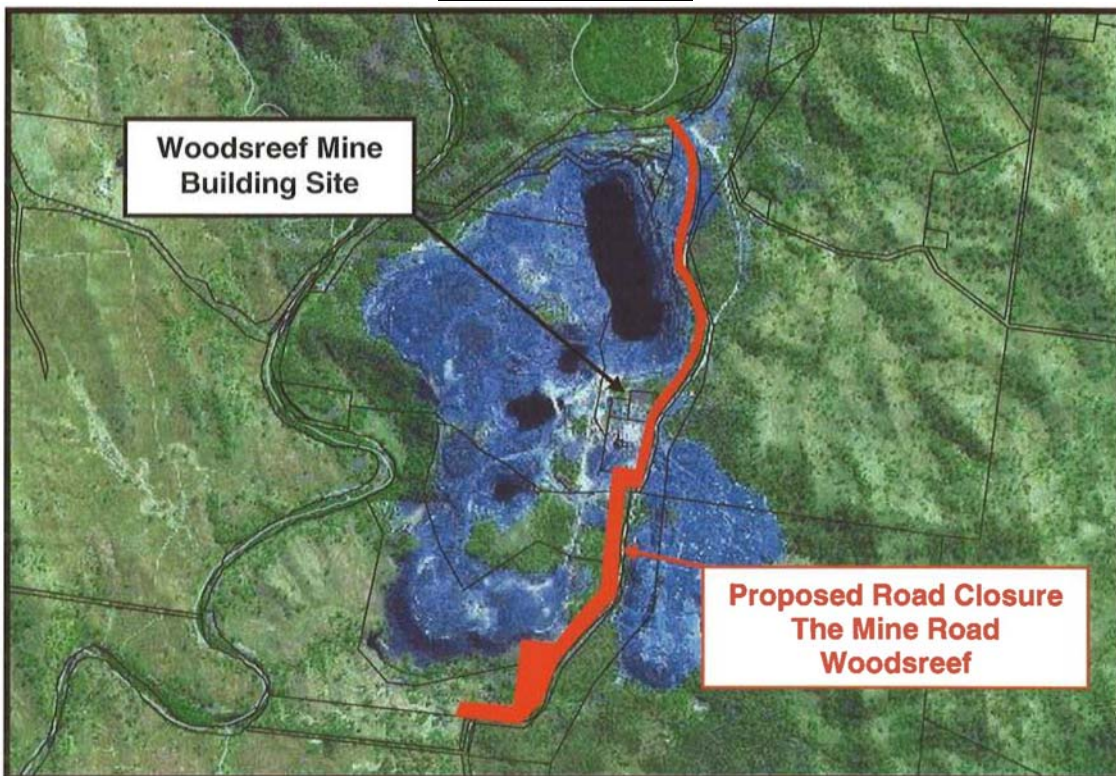 Woodsreef Mine
Building Site
Proposed Road Closure
The Mine Road
Woodsreef